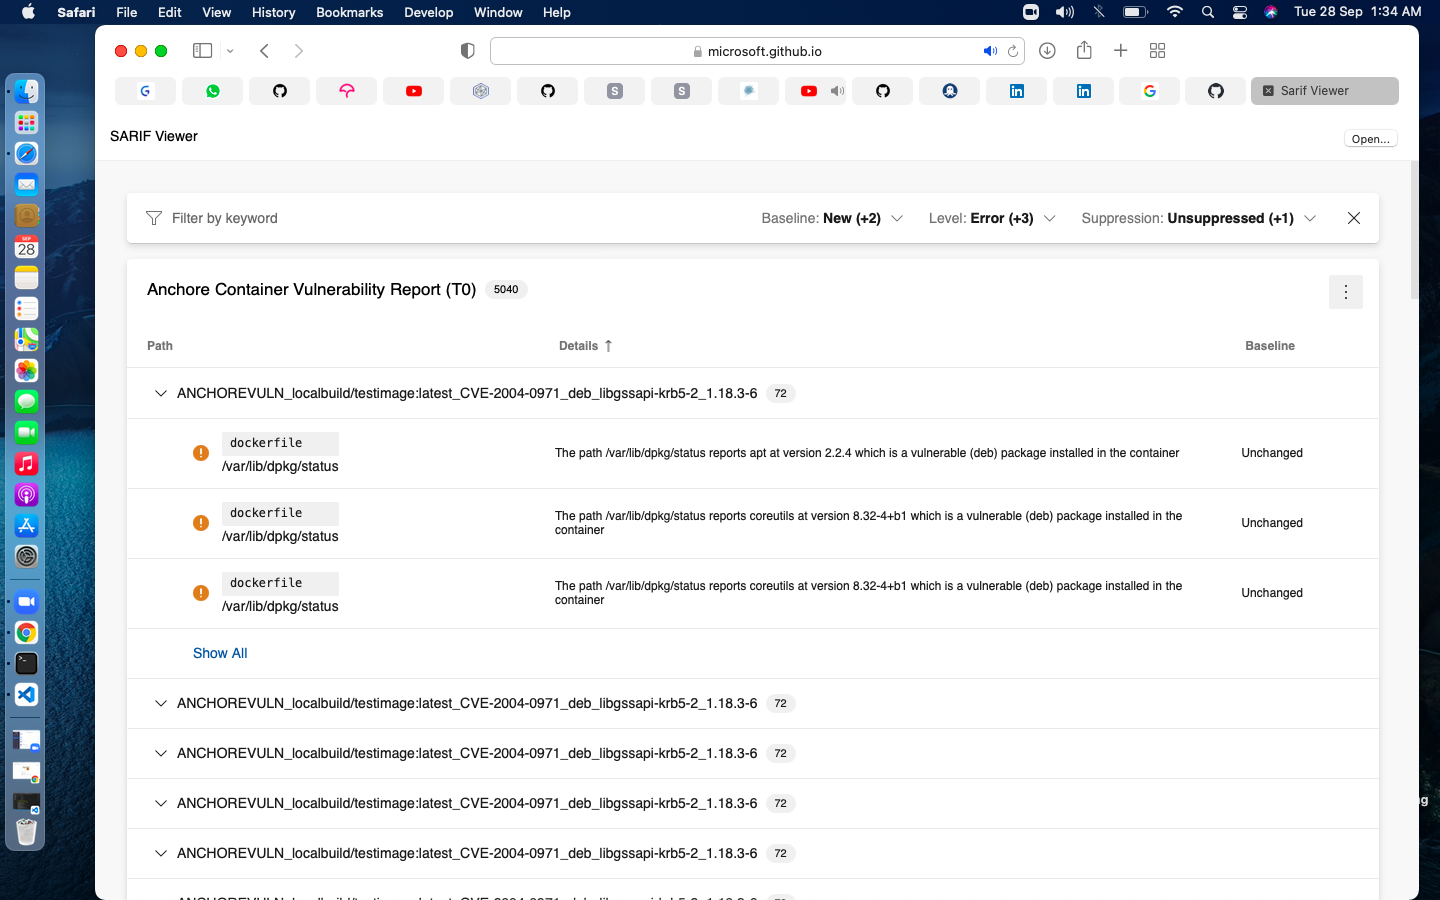 Safari File Edit View History Bookmarks Develop Window Help Tue 28 Sep 1:34 AM
microsoft.github.io
S S Sarif Viewer
SARIF Viewer
Open...
Filter by keyword Baseline: New (+2) Level: Error (+3) Suppression: Unsuppressed (+1)
SEP
28
Anchore Container Vulnerability Report (T0) 5040
Path Details ↑ Baseline
ANCHOREVULN_localbuild/testimage:latest_CVE-2004-0971_deb_libgssapi-krb5-2_1.18.3-6 72
dockerfile
/var/lib/dpkg/status
The path /var/lib/dpkg/status reports apt at version 2.2.4 which is a vulnerable (deb) package installed in the container
Unchanged
dockerfile
/var/lib/dpkg/status
The path /var/lib/dpkg/status reports coreutils at version 8.32-4+b1 which is a vulnerable (deb) package installed in the
container
Unchanged
dockerfile
/var/lib/dpkg/status
The path /var/lib/dpkg/status reports coreutils at version 8.32-4+b1 which is a vulnerable (deb) package installed in the
container
Unchanged
Show All
ANCHOREVULN_localbuild/testimage:latest_CVE-2004-0971_deb_libgssapi-krb5-2_1.18.3-6 72
ANCHOREVULN_localbuild/testimage:latest_CVE-2004-0971_deb_libgssapi-krb5-2_1.18.3-6 72
ANCHOREVULN_localbuild/testimage:latest_CVE-2004-0971_deb_libgssapi-krb5-2_1.18.3-6 72
ANCHOREVULN_localbuild/testimage:latest_CVE-2004-0971_deb_libgssapi-krb5-2_1.18.3-6 72